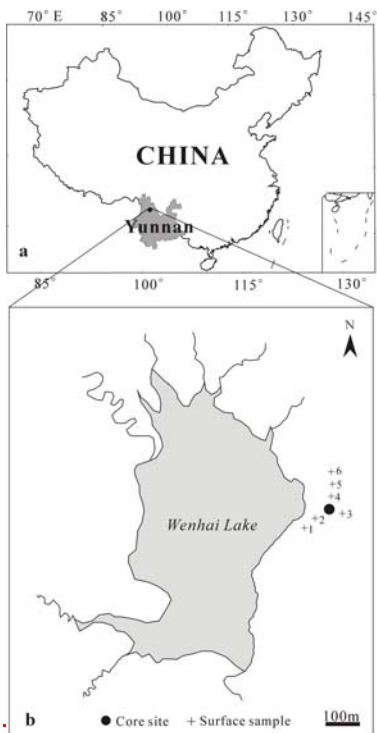 70° E 85° 100° 115° 130° 145°
CHINA
Yunnan
a
85° 100° 115° 130°
N
+6
+5
+4
+3
+2
+1
Wenhai Lake
b ● Core site + Surface sample 100m